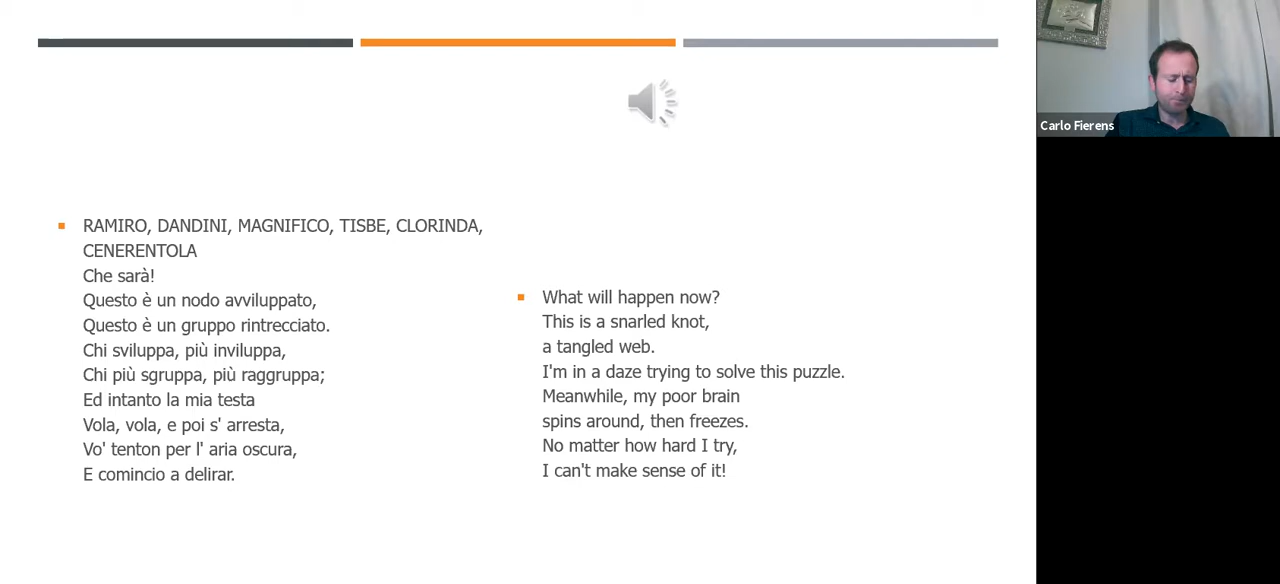 RAMIRO, DANDINI, MAGNIFICO, TISBE, CLORINDA,
CENERENTOLA
Che sarà!
Questo è un nodo avviluppato,
Questo è un gruppo rintrecciato.
Chi sviluppa, più inviluppa,
Chi più sgruppa, più raggruppa;
Ed intanto la mia testa
Vola, vola, e poi s' arresta,
Vo' tenton per l' aria oscura,
E comincio a delirar.
What will happen now?
This is a snarled knot,
a tangled web.
I'm in a daze trying to solve this puzzle.
Meanwhile, my poor brain
spins around, then freezes.
No matter how hard I try,
I can't make sense of it!
Carlo Fierens